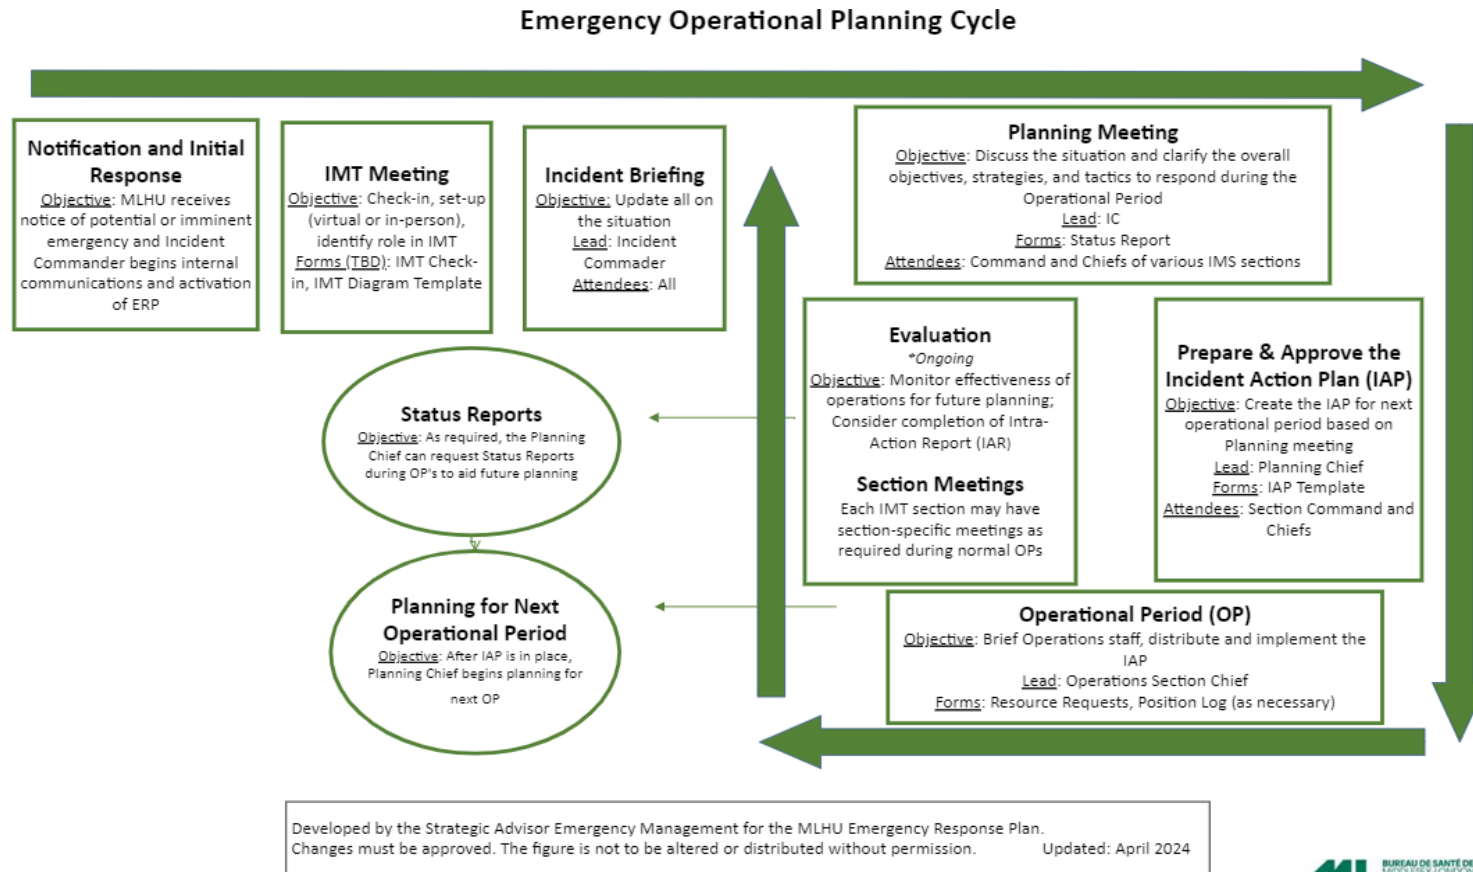 Emergency Operational Planning Cycle
Notification and Initial
Response
Objective: MLHU receives
notice of potential or imminent
emergency and Incident
Commander begins internal
communications and activation
of ERP
IMT Meeting
Objective: Check-in, set-up
(virtual or in-person),
identify role in IMT
Forms (TBD): IMT Check-
in, IMT Diagram Template
Incident Briefing
Objective: Update all on
the situation
Lead: Incident
Commader
Attendees: All
Planning Meeting
Objective: Discuss the situation and clarify the overall
objectives, strategies, and tactics to respond during the
Operational Period
Lead: IC
Forms: Status Report
Attendees: Command and Chiefs of various IMS sections
Evaluation
*Ongoing
Objective: Monitor effectiveness of
operations for future planning;
Consider completion of Intra-
Action Report (IAR)
Section Meetings
Each IMT section may have
section-specific meetings as
required during normal OPs
Prepare & Approve the
Incident Action Plan (IAP)
Objective: Create the IAP for next
operational period based on
Planning meeting
Lead: Planning Chief
Forms: IAP Template
Attendees: Section Command and
Chiefs
Status Reports
Objective: As required, the Planning
Chief can request Status Reports
during OP's to aid future planning
Planning for Next
Operational Period
Objective: After IAP is in place,
Planning Chief begins planning for
next OP
Operational Period (OP)
Objective: Brief Operations staff, distribute and implement the
IAP
Lead: Operations Section Chief
Forms: Resource Requests, Position Log (as necessary)
Developed by the Strategic Advisor Emergency Management for the MLHU Emergency Response Plan.
Changes must be approved. The figure is not to be altered or distributed without permission. Updated: April 2024
BUREAU DE SANTÉ DE